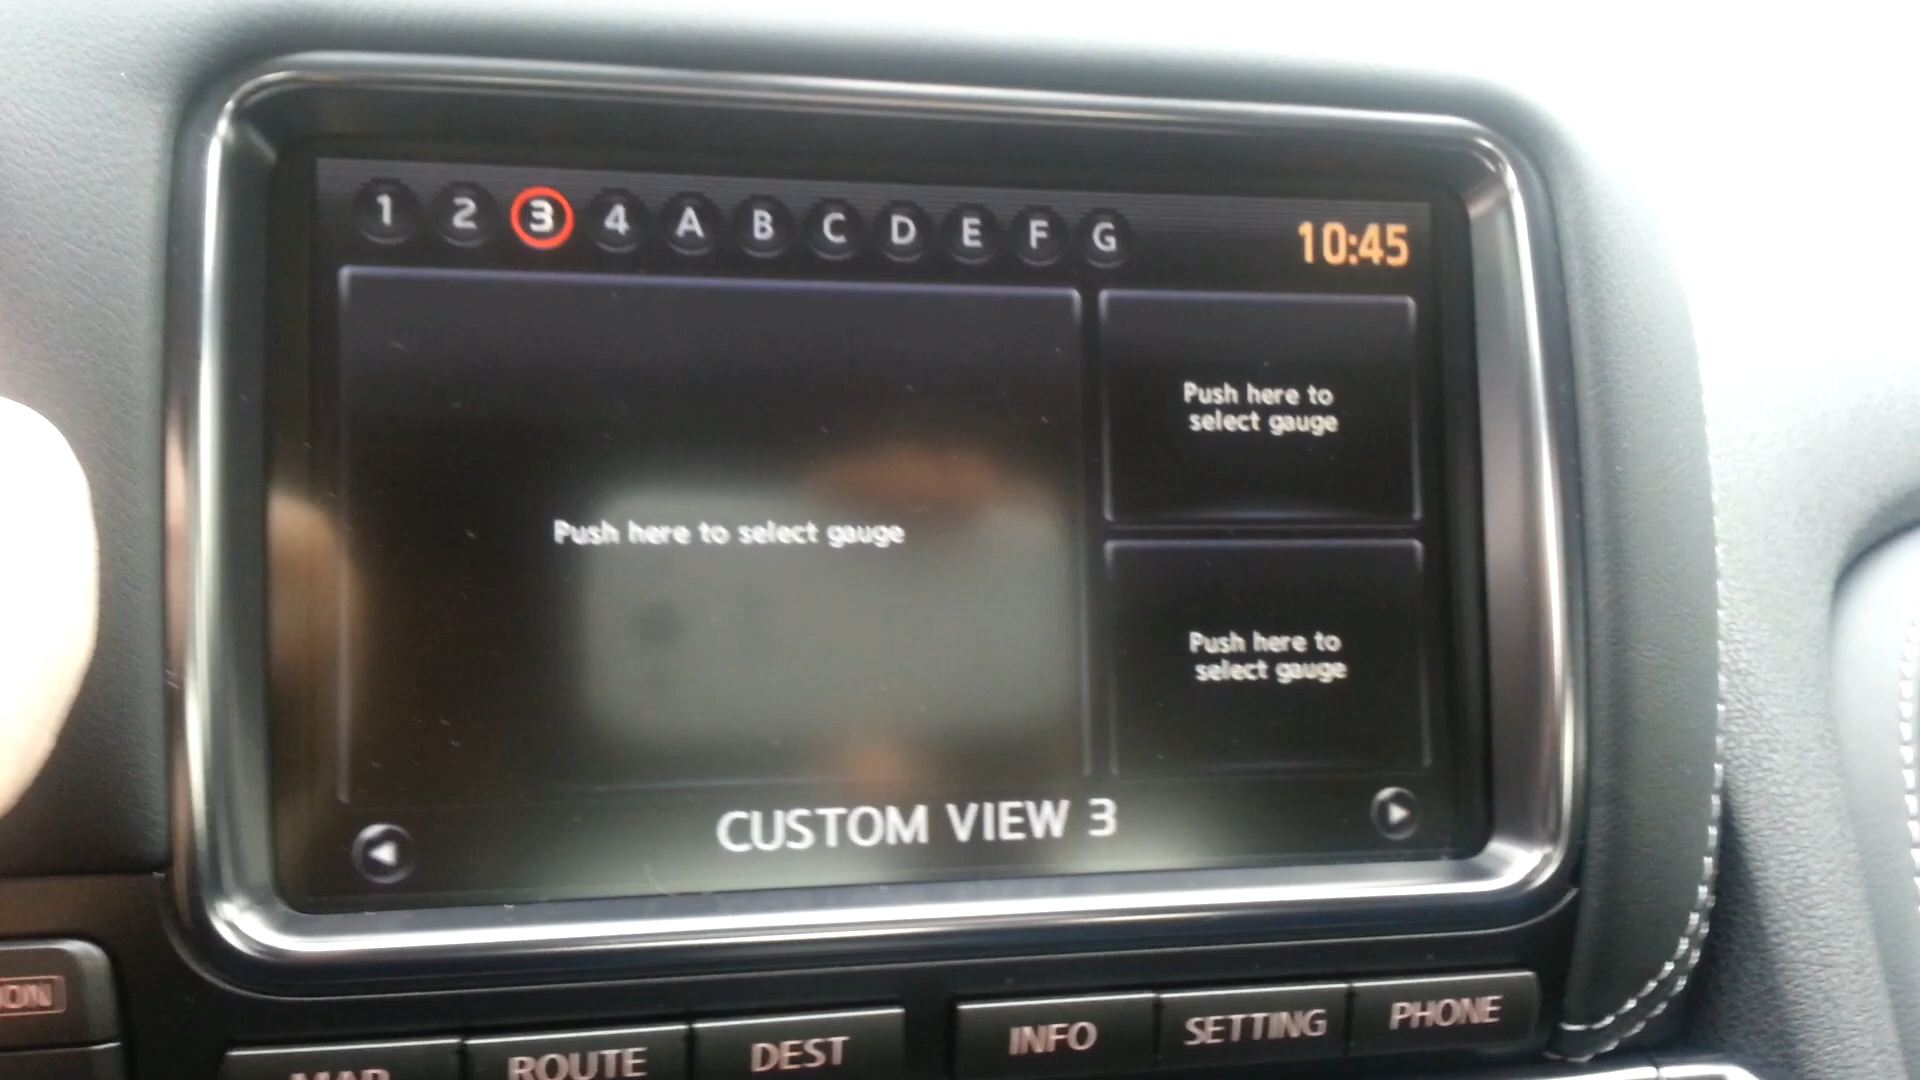 1 2 3 4 A B C D E F G 10:45
Push here to select gauge
Push here to
select gauge
Push here to
select gauge
CUSTOM VIEW 3
INFO SETTING PHONE
MAP ROUTE DEST